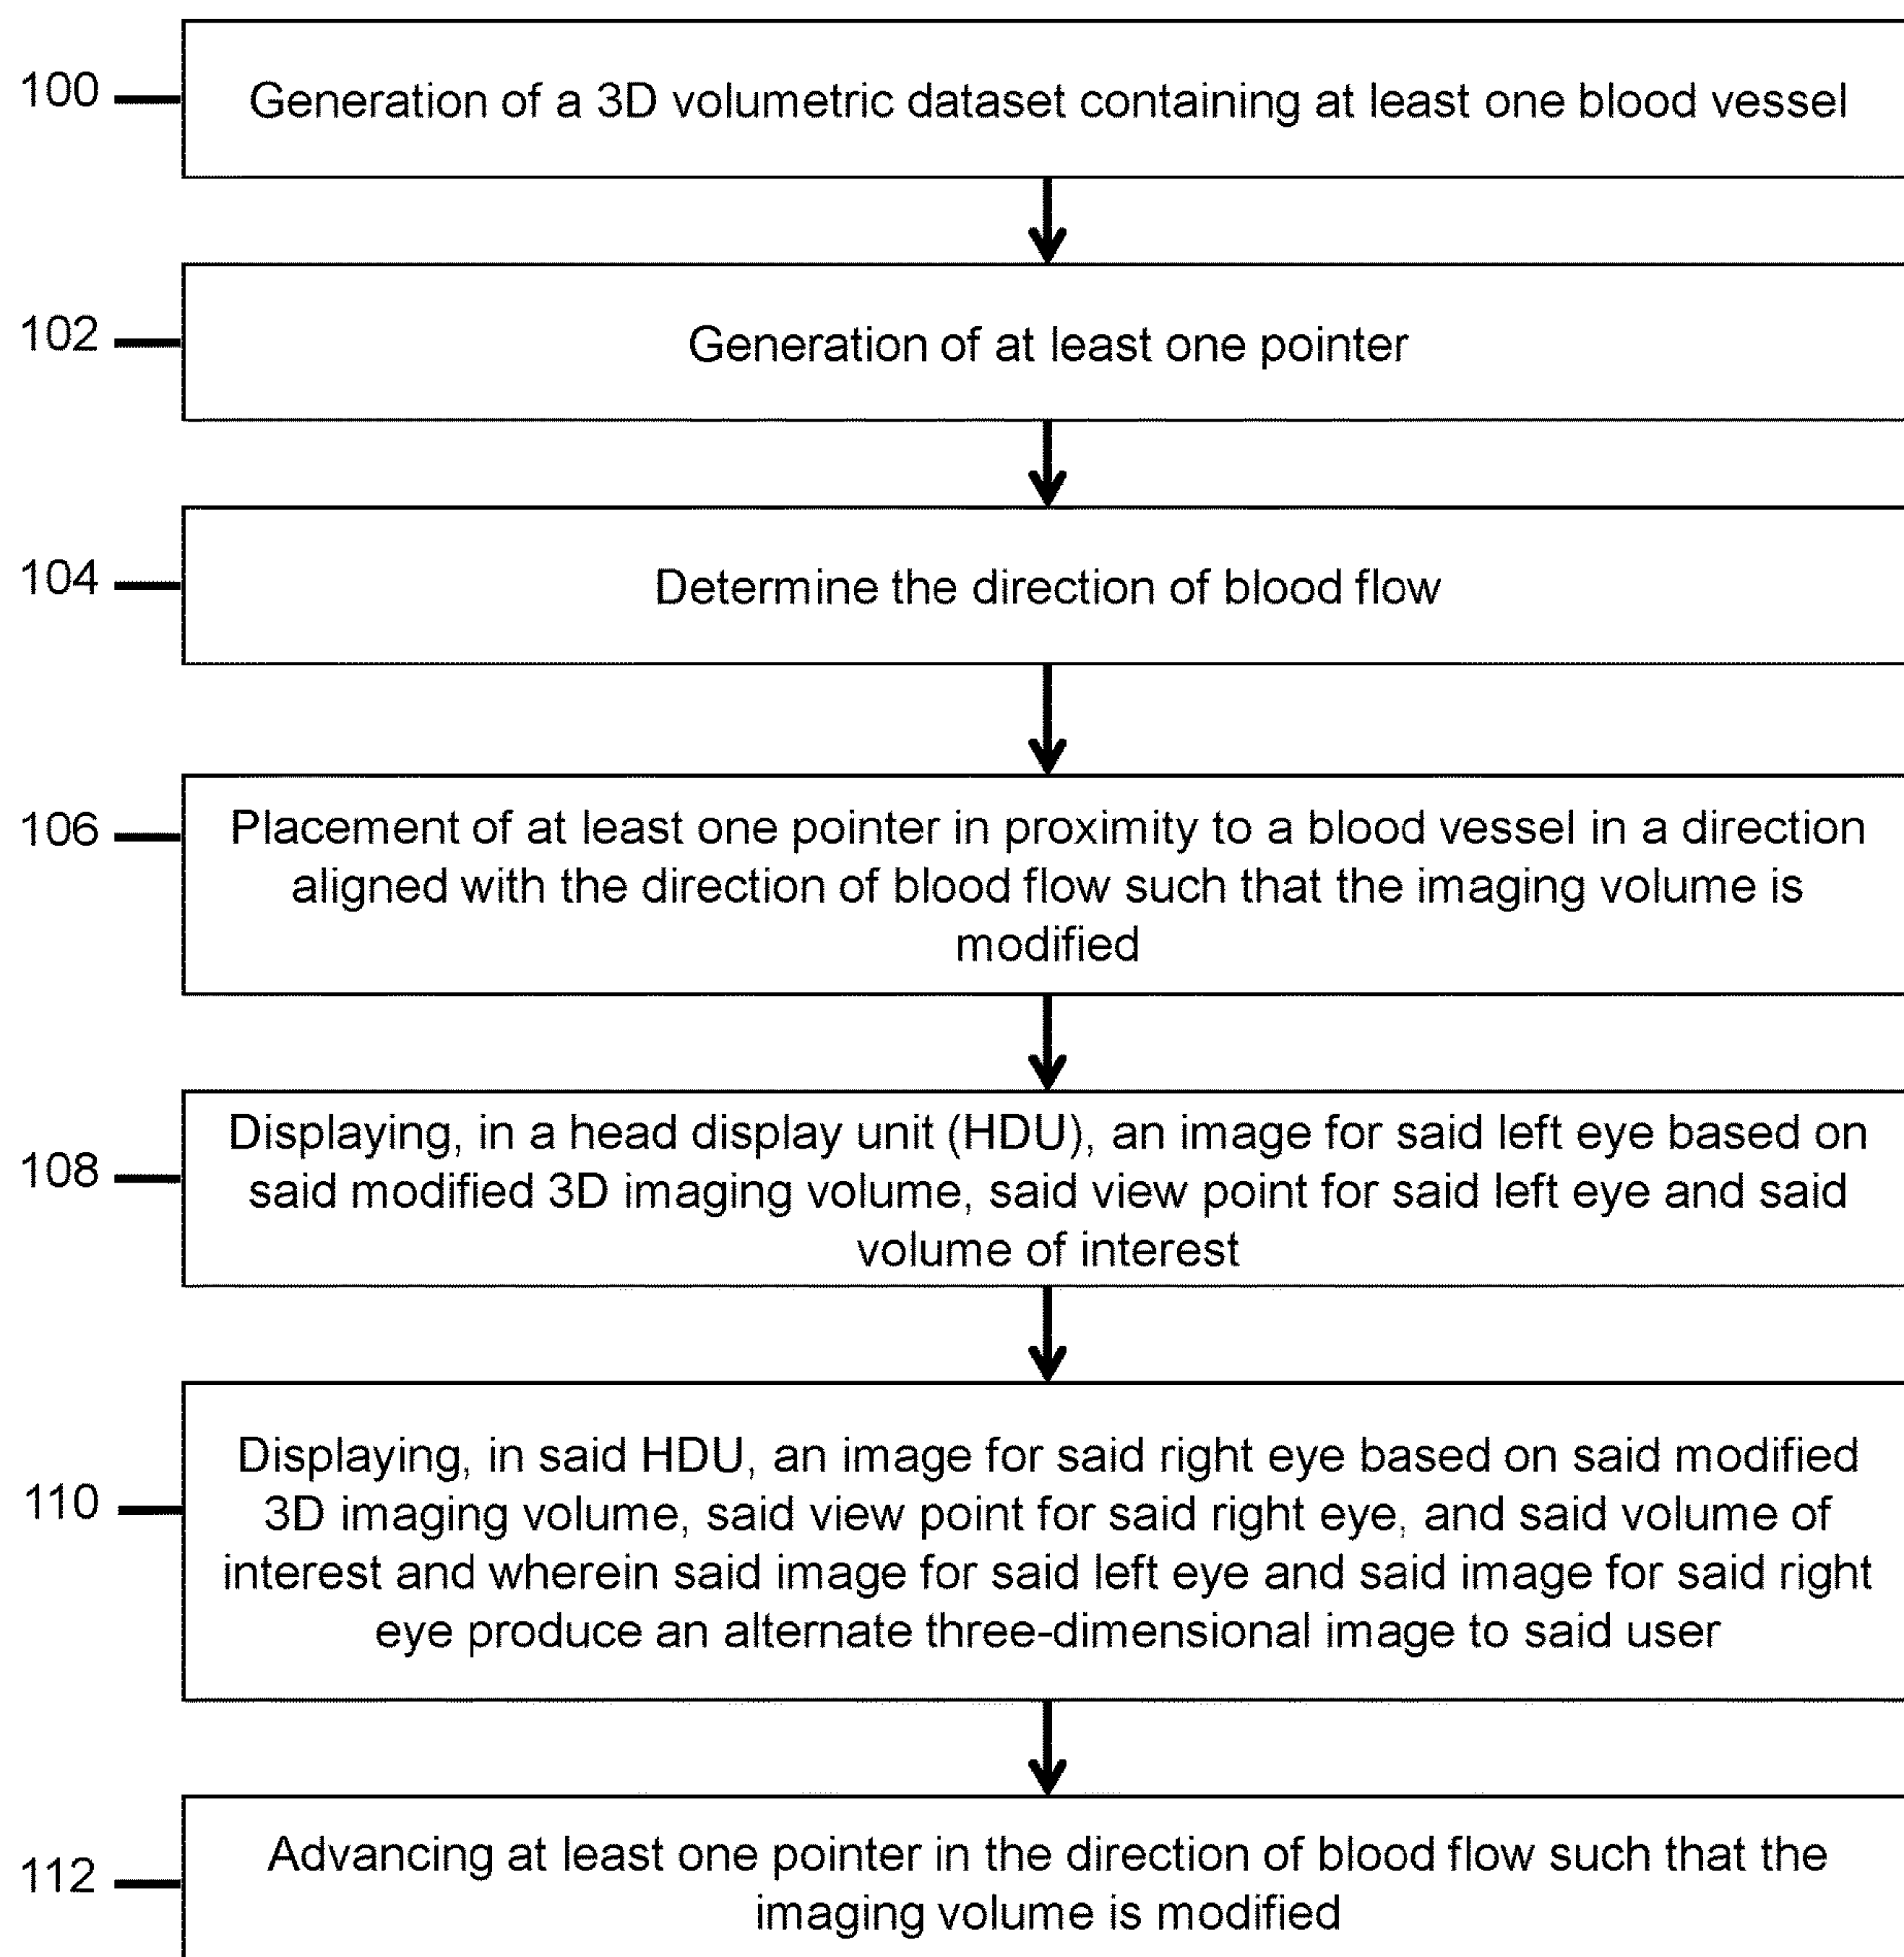 100
Generation of a 3D volumetric dataset containing at least one blood vessel
102
Generation of at least one pointer
104
Determine the direction of blood flow
106
Placement of at least one pointer in proximity to a blood vessel in a direction
aligned with the direction of blood flow such that the imaging volume is
modified
108
Displaying, in a head display unit (HDU), an image for said left eye based on
said modified 3D imaging volume, said view point for said left eye and said
volume of interest
110
Displaying, in said HDU, an image for said right eye based on said modified
3D imaging volume, said view point for said right eye, and said volume of
interest and wherein said image for said left eye and said image for said right
eye produce an alternate three-dimensional image to said user
112
Advancing at least one pointer in the direction of blood flow such that the
imaging volume is modified